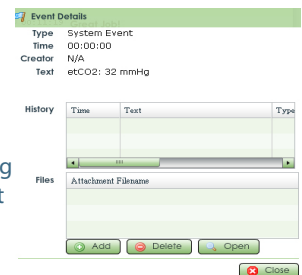 Event Details
Type System Event
Time 00:00:00
Creator N/A
Text etCO2: 32 mmHg
History
Time Text Type
g
t
Files
Attachment Filename
Add Delete Open
Close